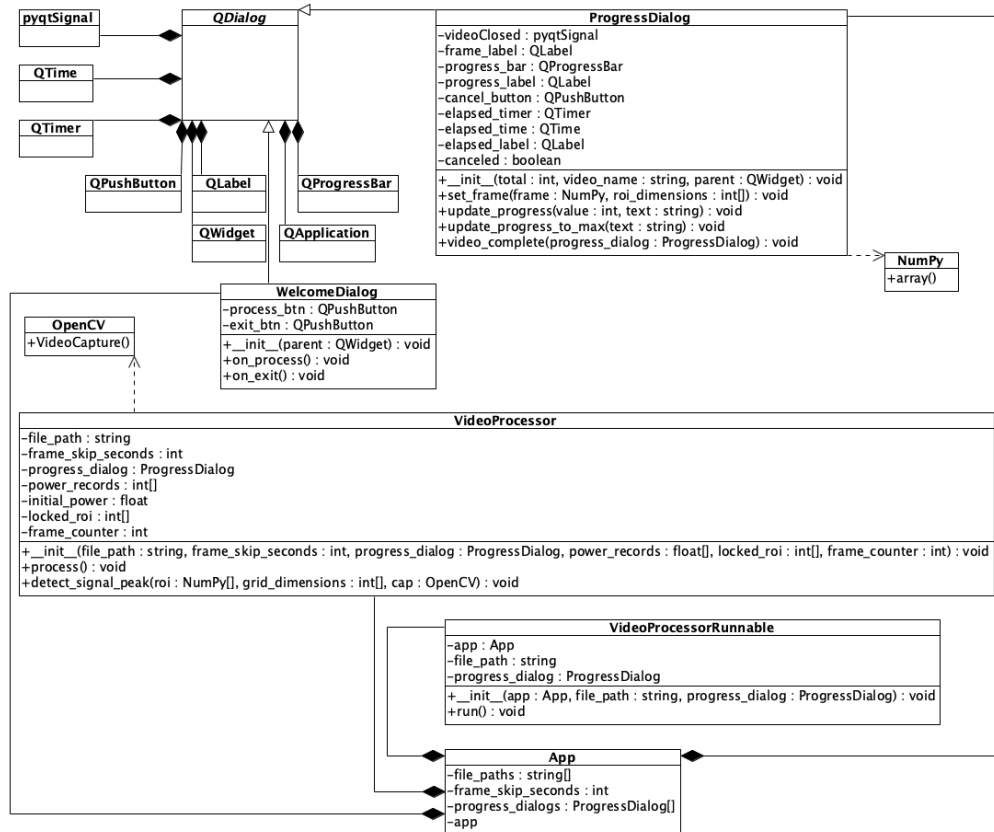 pyqtSignal
QTime
QTimer
QDialog
QPushButton
QLabel
QProgressBar
QWidget
QApplication
ProgressDialog
-videoClosed : pyqtSignal
-frame_label : QLabel
-progress_bar : QProgressBar
-progress_label : QLabel
-cancel_button : QPushButton
-elapsed_timer : QTimer
-elapsed_time : QTime
-elapsed_label : QLabel
-canceled : boolean
+__init__(total : int, video_name : string, parent : QWidget) : void
+set_frame(frame : NumPy, roi_dimensions : int[]) : void
+update_progress(value : int, text : string) : void
+update_progress_to_max(text : string) : void
+video_complete(progress_dialog : ProgressDialog) : void
NumPy
+array()
WelcomeDialog
-process_btn : QPushButton
-exit_btn : QPushButton
+__init__(parent : QWidget) : void
+on_process() : void
+on_exit() : void
OpenCV
+VideoCapture()
VideoProcessor
-file_path : string
-frame_skip_seconds : int
-progress_dialog : ProgressDialog
-power_records : int[]
-initial_power : float
-locked_roi : int[]
-frame_counter : int
+__init__(file_path : string, frame_skip_seconds : int, progress_dialog : ProgressDialog, power_records : float[], locked_roi : int[], frame_counter : int) : void
+process() : void
+detect_signal_peak(roi : NumPy[], grid_dimensions : int[], cap : OpenCV) : void
VideoProcessorRunnable
-app : App
-file_path : string
-progress_dialog : ProgressDialog
+__init__(app : App, file_path : string, progress_dialog : ProgressDialog) : void
+run() : void
App
-file_paths : string[]
-frame_skip_seconds : int
-progress_dialogs : ProgressDialog[]
-app